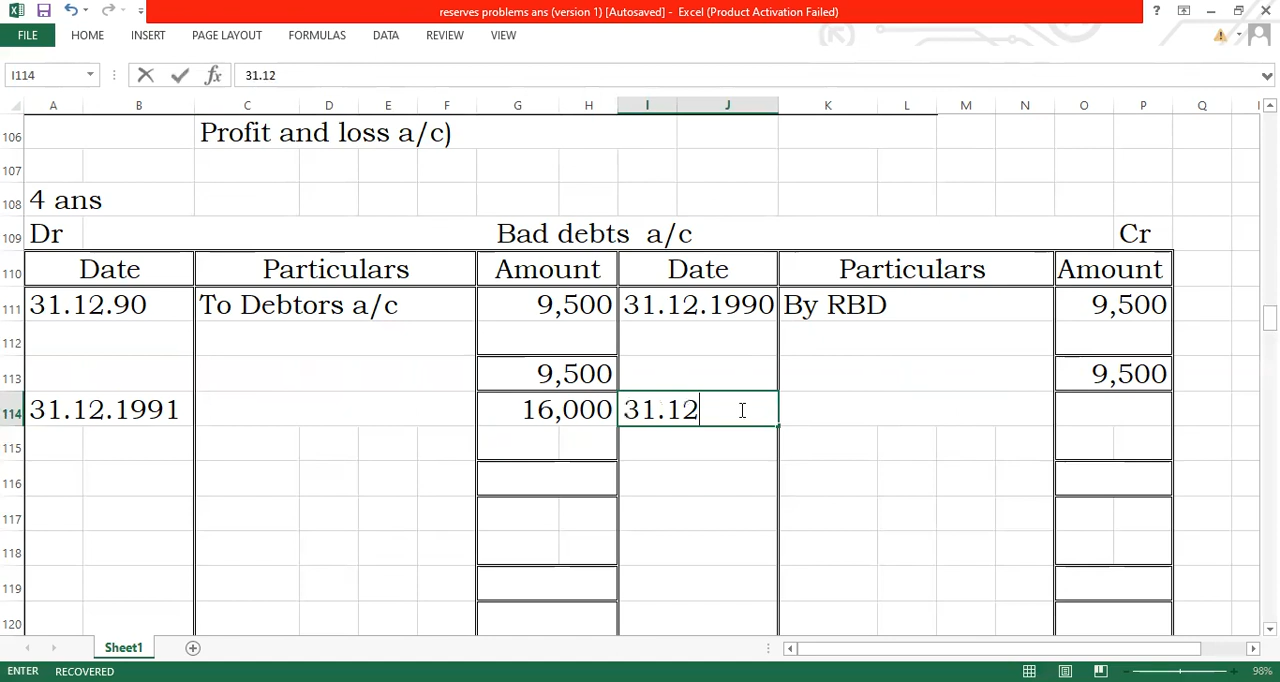 reserves problems ans (version 1) [Autosaved] - Excel (Product Activation Failed)
FILE HOME INSERT PAGE LAYOUT FORMULAS DATA REVIEW VIEW
I114 fx 31.12
A B C D E F G H I J K L M N O P Q
106 Profit and loss a/c)
107
108 4 ans
109 Dr Bad debts a/c Cr
110 Date Particulars Amount Date Particulars Amount
111 31.12.90 To Debtors a/c 9,500 31.12.1990 By RBD 9,500
112
113 9,500 9,500
114 31.12.1991 16,000 31.12
115
116
117
118
119
120
Sheet1
ENTER RECOVERED 98%